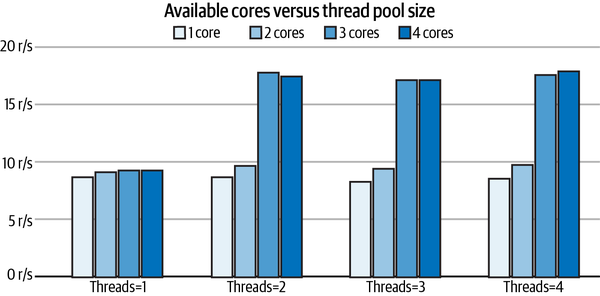 Available cores versus thread pool size
1 core 2 cores 3 cores 4 cores
20 r/s
15 r/s
10 r/s
5 r/s
0 r/s
Threads=1 Threads=2 Threads=3 Threads=4